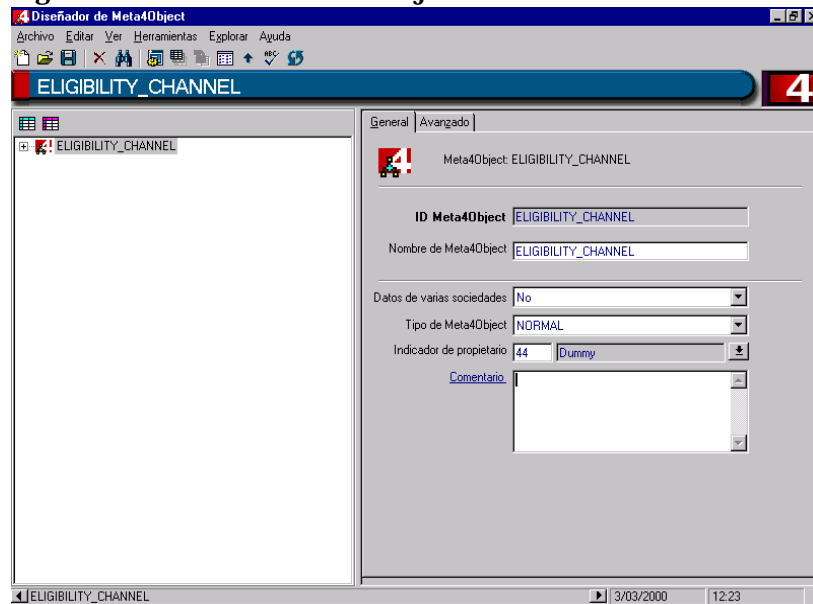 Diseñador de Meta4Object
Archivo Editar Ver Herramientas Explorar Ayuda
ELIGIBILITY_CHANNEL
4
General Avanzado
ELIGIBILITY_CHANNEL
Meta4Object: ELIGIBILITY_CHANNEL
ID Meta4Object ELIGIBILITY_CHANNEL
Nombre de Meta4Object ELIGIBILITY_CHANNEL
Datos de varias sociedades No
Tipo de Meta4Object NORMAL
Indicador de propietario 44 Dummy
Comentario
ELIGIBILITY_CHANNEL 3/03/2000 12:23